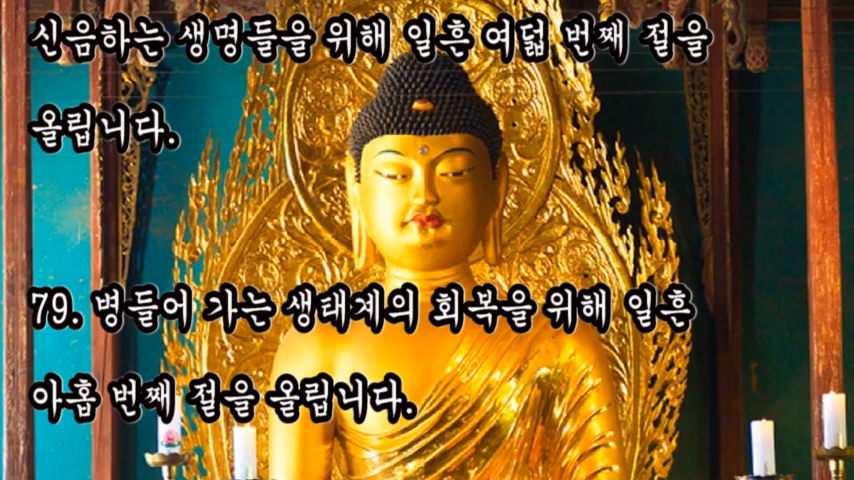 신음하는 생명들을 위해 일흔 여덟 번째 절을
올립니다.
79. 병들어 가는 생태계의 회복을 위해 일흔
아홉 번째 절을 올립니다.